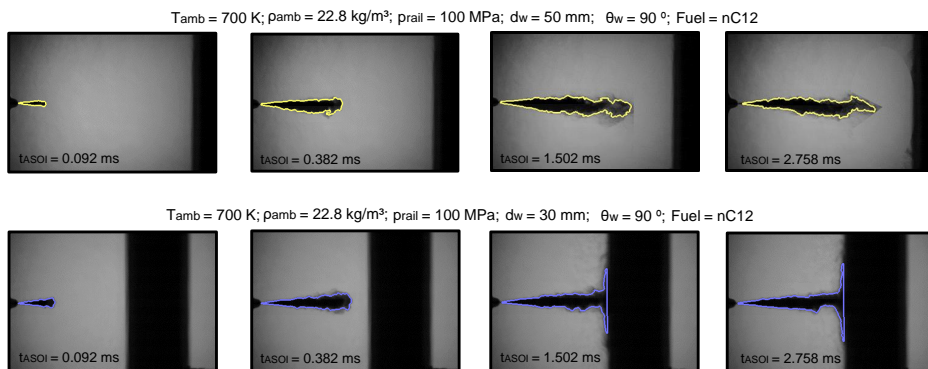 Tamb = 700 K; ρamb = 22.8 kg/m³; prail = 100 MPa; dw = 50 mm; θw = 90 º; Fuel = nC12
tASOI = 0.092 ms
tASOI = 0.382 ms
tASOI = 1.502 ms
tASOI = 2.758 ms
Tamb = 700 K; ρamb = 22.8 kg/m³; prail = 100 MPa; dw = 30 mm; θw = 90 º; Fuel = nC12
tASOI = 0.092 ms
tASOI = 0.382 ms
tASOI = 1.502 ms
tASOI = 2.758 ms